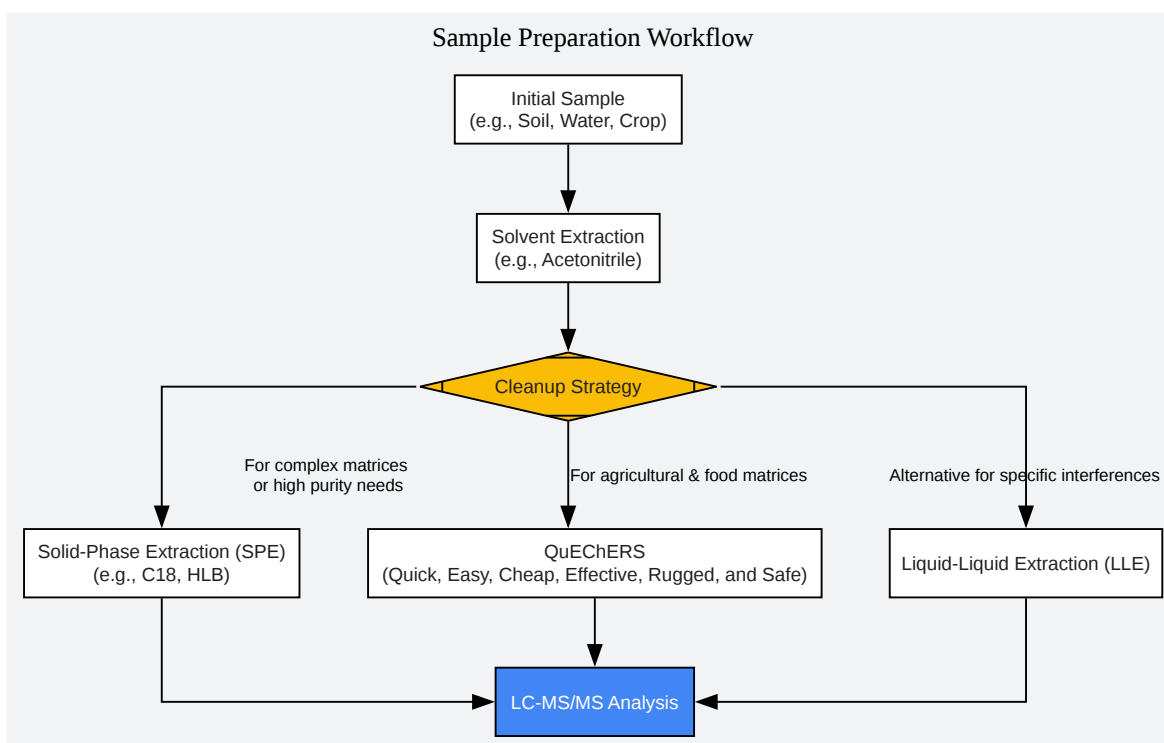 Sample Preparation Workflow
Initial Sample
(e.g., Soil, Water, Crop)
Solvent Extraction
(e.g., Acetonitrile)
Cleanup Strategy
For complex matrices
or high purity needs
For agricultural & food matrices
Alternative for specific interferences
Solid-Phase Extraction (SPE)
(e.g., C18, HLB)
QuEChERS
(Quick, Easy, Cheap, Effective, Rugged, and Safe)
Liquid-Liquid Extraction (LLE)
LC-MS/MS Analysis